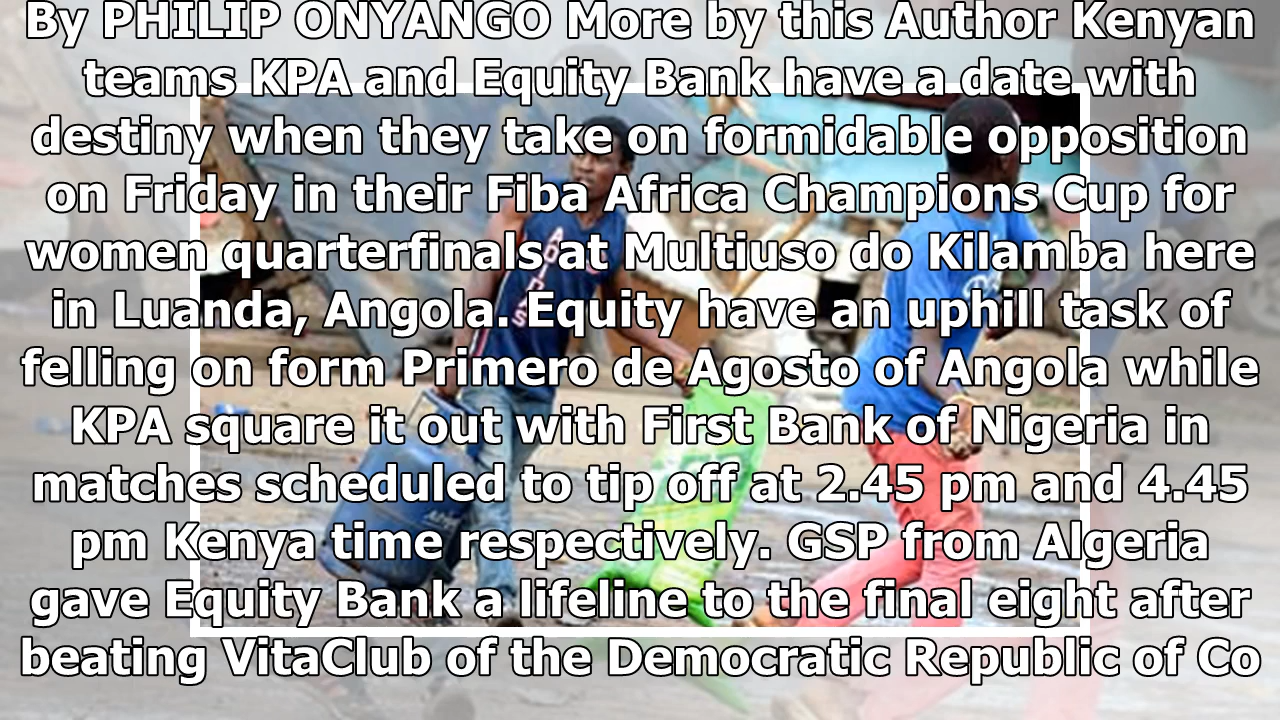 By PHILIP ONYANGO More by this Author Kenyan
teams KPA and Equity Bank have a date with
destiny when they take on formidable opposition
on Friday in their Fiba Africa Champions Cup for
women quarterfinals at Multiuso do Kilamba here
in Luanda, Angola. Equity have an uphill task of
felling on form Primero de Agosto of Angola while
KPA square it out with First Bank of Nigeria in
matches scheduled to tip off at 2.45 pm and 4.45
pm Kenya time respectively. GSP from Algeria
gave Equity Bank a lifeline to the final eight after
beating VitaClub of the Democratic Republic of Co